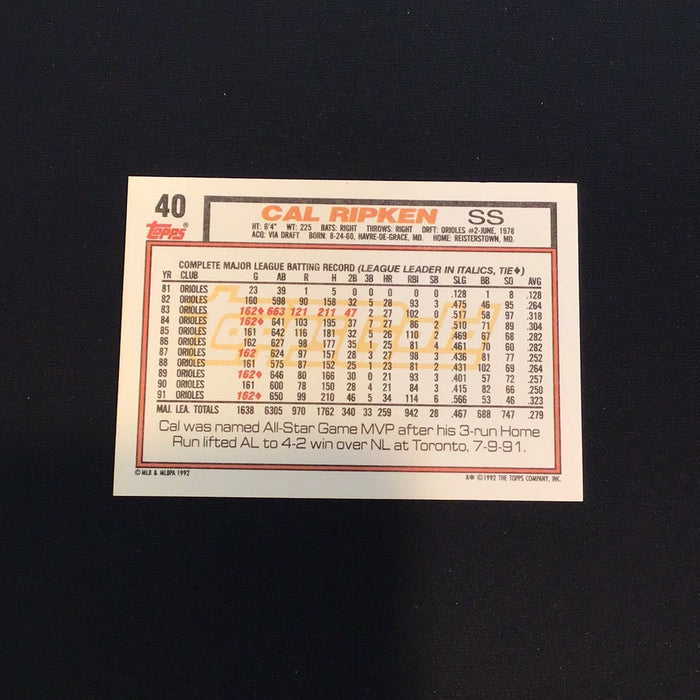 40
Topps®
CAL RIPKEN SS
HT: 6'4" WT: 225 BATS: RIGHT THROWS: RIGHT DRFT: ORIOLES #2-JUNE, 1978
ACQ: VIA DRAFT BORN: 8-24-60, HAVRE-DE-GRACE, MD. HOME: REISTERSTOWN, MD.
COMPLETE MAJOR LEAGUE BATTING RECORD (LEAGUE LEADER IN ITALICS, TIE♦)
YR CLUB G AB R H 2B 3B HR RBI SB SLG BB SO AVG
81 ORIOLES 23 39 1 5 0 0 0 0 0 .128 1 8 .128
82 ORIOLES 160 598 90 158 32 5 28 93 3 .475 46 95 .264
83 ORIOLES 162♦ 663 121 211 47 2 27 102 0 .517 58 97 .318
84 ORIOLES 162♦ 641 103 195 37 7 27 86 2 .510 71 89 .304
85 ORIOLES 161 642 116 181 32 5 26 110 2 .469 67 68 .282
86 ORIOLES 162 627 98 177 35 1 25 81 4 .461 70 60 .282
87 ORIOLES 162♦ 624 97 157 28 3 27 98 3 .436 81 77 .252
88 ORIOLES 161 575 87 152 25 1 23 81 2 .431 102 69 .264
89 ORIOLES 162♦ 646 80 166 30 0 21 93 3 .401 57 72 .257
90 ORIOLES 161 600 78 150 28 4 21 84 3 .415 82 66 .250
91 ORIOLES 162♦ 650 99 210 46 5 34 114 6 .566 53 46 .323
MAJ. LEA. TOTALS 1638 6305 970 1762 340 33 259 942 28 .467 688 747 .279
Cal was named All-Star Game MVP after his 3-run Home
Run lifted AL to 4-2 win over NL at Toronto, 7-9-91.
© MLB & MLBPA 1992 A✻ © 1992 THE TOPPS COMPANY, INC.